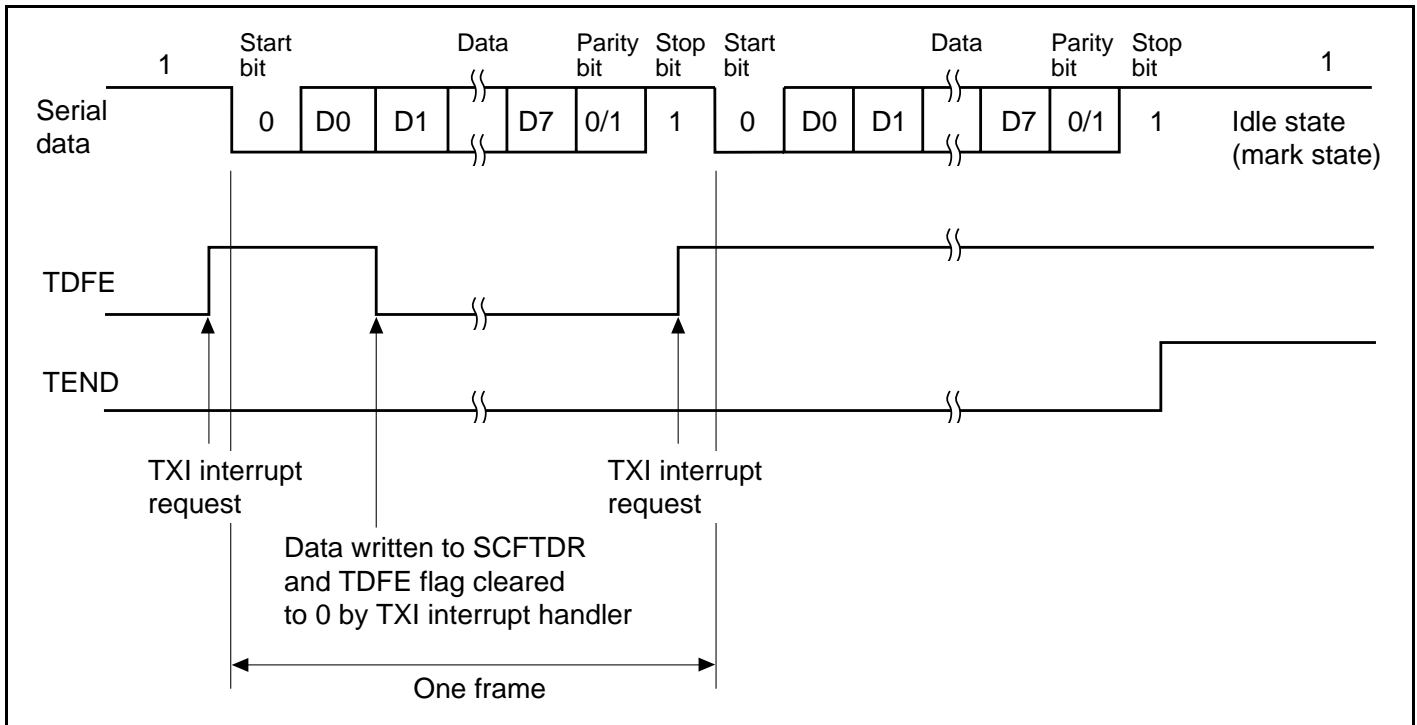 1
Start
bit
Data
Parity
bit
Stop
bit
Start
bit
Data
Parity
bit
Stop
bit
1
Serial
data
0 D0 D1 D7 0/1 1 0 D0 D1 D7 0/1 1
Idle state
(mark state)
TDFE
TEND
TXI interrupt
request
TXI interrupt
request
Data written to SCFTDR
and TDFE flag cleared
to 0 by TXI interrupt handler
One frame